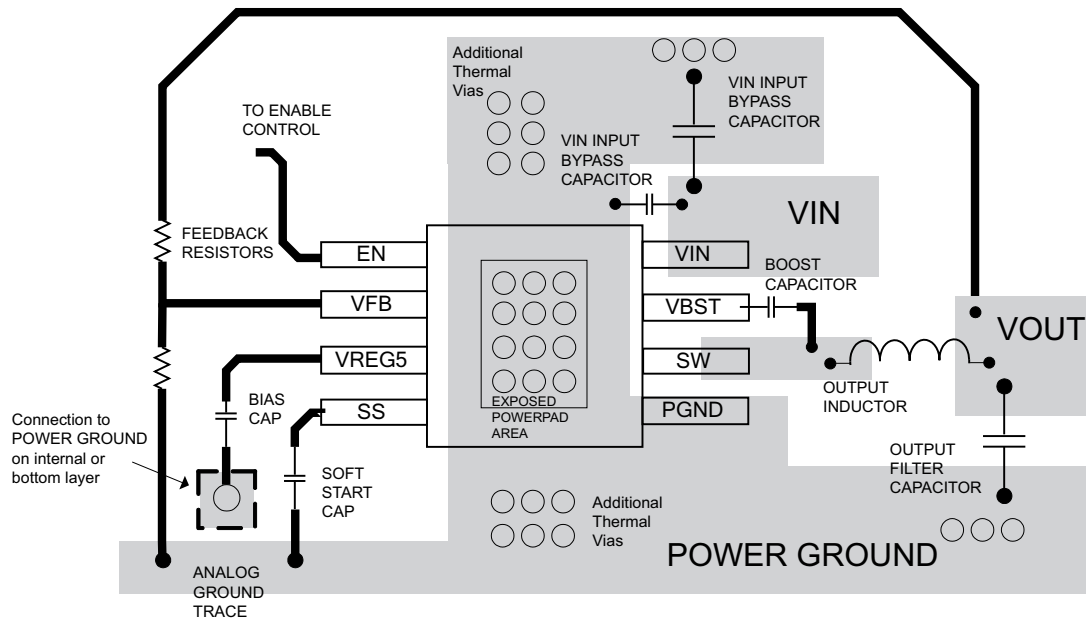 Additional
Thermal
Vias
VIN INPUT
BYPASS
CAPACITOR
TO ENABLE
CONTROL
VIN INPUT
BYPASS
CAPACITOR
VIN
FEEDBACK
RESISTORS
EN
VIN
BOOST
CAPACITOR
VFB
VBST
VOUT
VREG5
SW
BIAS
CAP
OUTPUT
INDUCTOR
SS
EXPOSED
POWERPAD
AREA
PGND
Connection to
POWER GROUND
on internal or
bottom layer
SOFT
START
CAP
OUTPUT
FILTER
CAPACITOR
Additional
Thermal
Vias
POWER GROUND
ANALOG
GROUND
TRACE